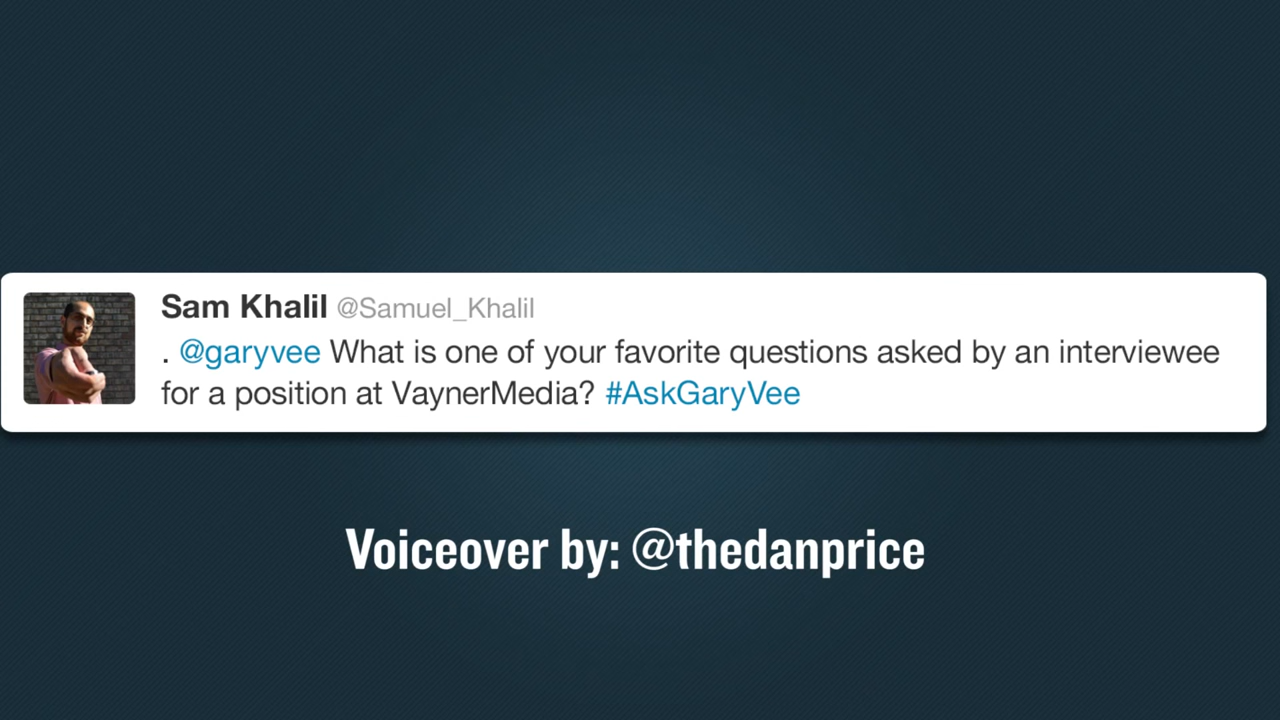 Sam Khalil @Samuel_Khalil
. @garyvee What is one of your favorite questions asked by an interviewee
for a position at VaynerMedia? #AskGaryVee
Voiceover by: @thedanprice